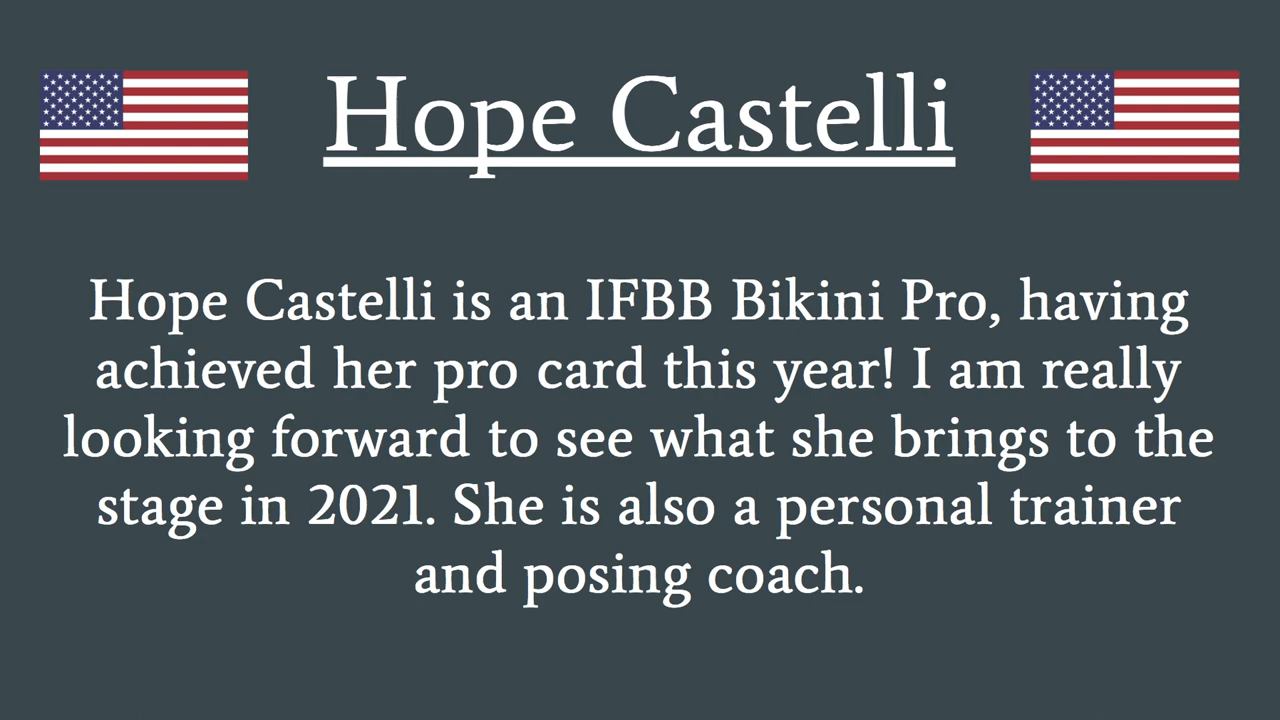 Hope Castelli
Hope Castelli is an IFBB Bikini Pro, having
achieved her pro card this year! I am really
looking forward to see what she brings to the
stage in 2021. She is also a personal trainer
and posing coach.